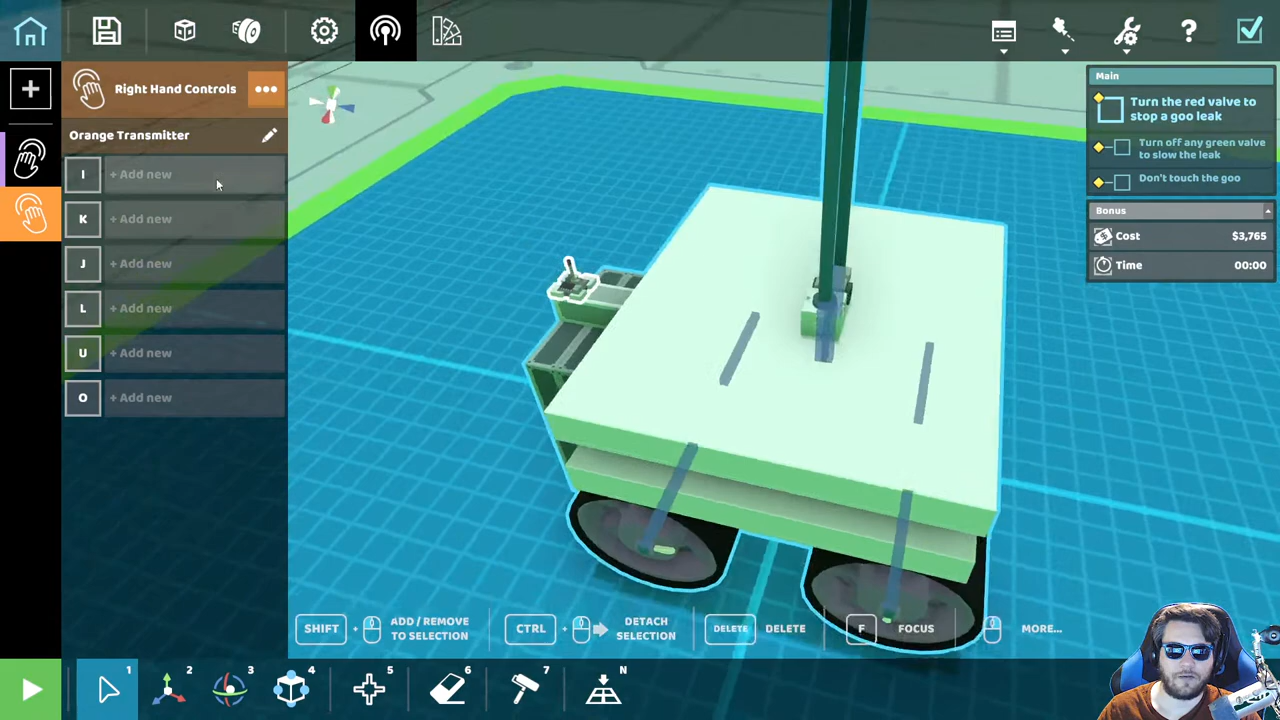 Right Hand Controls
Orange Transmitter
I + Add new
K + Add new
J + Add new
L + Add new
U + Add new
O + Add new
Main
Turn the red valve to
stop a goo leak
Turn off any green valve
to slow the leak
Don't touch the goo
Bonus
Cost $3,765
Time 00:00
SHIFT + ADD / REMOVE
TO SELECTION
CTRL + DETACH
SELECTION
DELETE DELETE
F FOCUS
MORE...
1
2
3
4
5
6
7
N